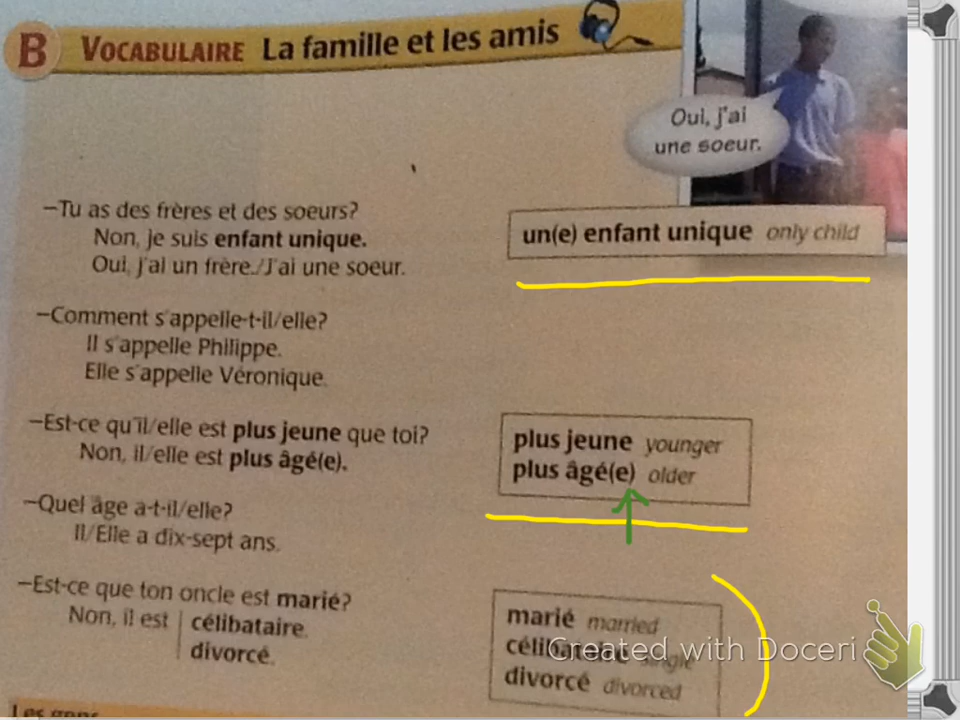 B VOCABULAIRE La famille et les amis
Oui, j'ai
une soeur.
–Tu as des frères et des soeurs?
Non, je suis enfant unique.
Oui, j'ai un frère./J'ai une soeur.
un(e) enfant unique only child
–Comment s'appelle-t-il/elle?
Il s'appelle Philippe.
Elle s'appelle Véronique.
–Est-ce qu'il/elle est plus jeune que toi?
Non, il/elle est plus âgé(e).
plus jeune younger
plus âgé(e) older
–Quel âge a-t-il/elle?
Il/Elle a dix-sept ans.
–Est-ce que ton oncle est marié?
Non, il est célibataire.
divorcé.
marié married
célibataire single
divorcé divorced
Created with Doceri
Les gens